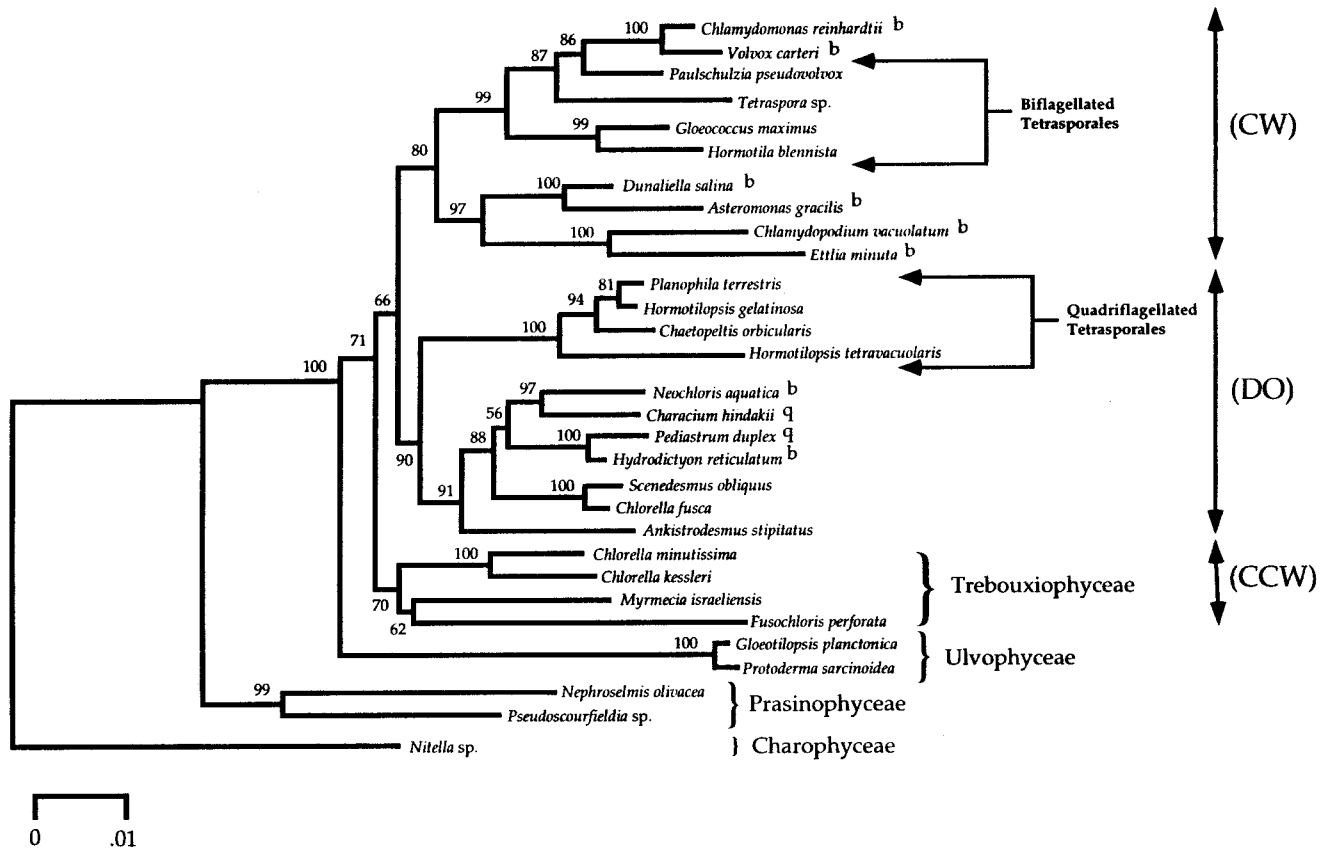 100
Chlamydomonas reinhardtii b
86
Volvox carteri b
87
Paulschulzia pseudovolvox
Tetraspora sp.
99
99
Gloeococcus maximus
Hormotila blennista
Biflagellated
Tetrasporales
(CW)
80
100
Dunaliella salina b
97
Asteromonas gracilis b
100
Chlamydopodium vacuolatum b
Ettlia minuta b
66
81
Planophila terrestris
94
Hormotilopsis gelatinosa
100
Chaetopeltis orbicularis
Hormotilopsis tetravacuolaris
Quadriflagellated
Tetrasporales
(DO)
71
100
97
Neochloris aquatica b
56
Characium hindakii q
88
100
Pediastrum duplex q
Hydrodictyon reticulatum b
90
91
100
Scenedesmus obliquus
Chlorella fusca
Ankistrodesmus stipitatus
100
Chlorella minutissima
Chlorella kessleri
70
Myrmecia israeliensis
62
Fusochloris perforata
} Trebouxiophyceae
(CCW)
100
Gloeotilopsis planctonica
Protoderma sarcinoidea
} Ulvophyceae
99
Nephroselmis olivacea
Pseudoscourfieldia sp.
} Prasinophyceae
Nitella sp.
} Charophyceae
0 .01